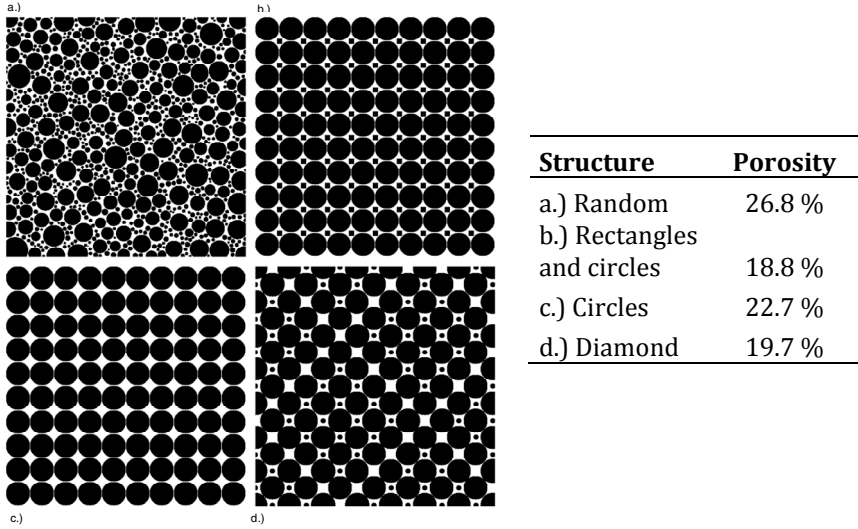 a.)
b.)
c.)
d.)
Structure Porosity
a.) Random 26.8 %
b.) Rectangles
and circles 18.8 %
c.) Circles 22.7 %
d.) Diamond 19.7 %